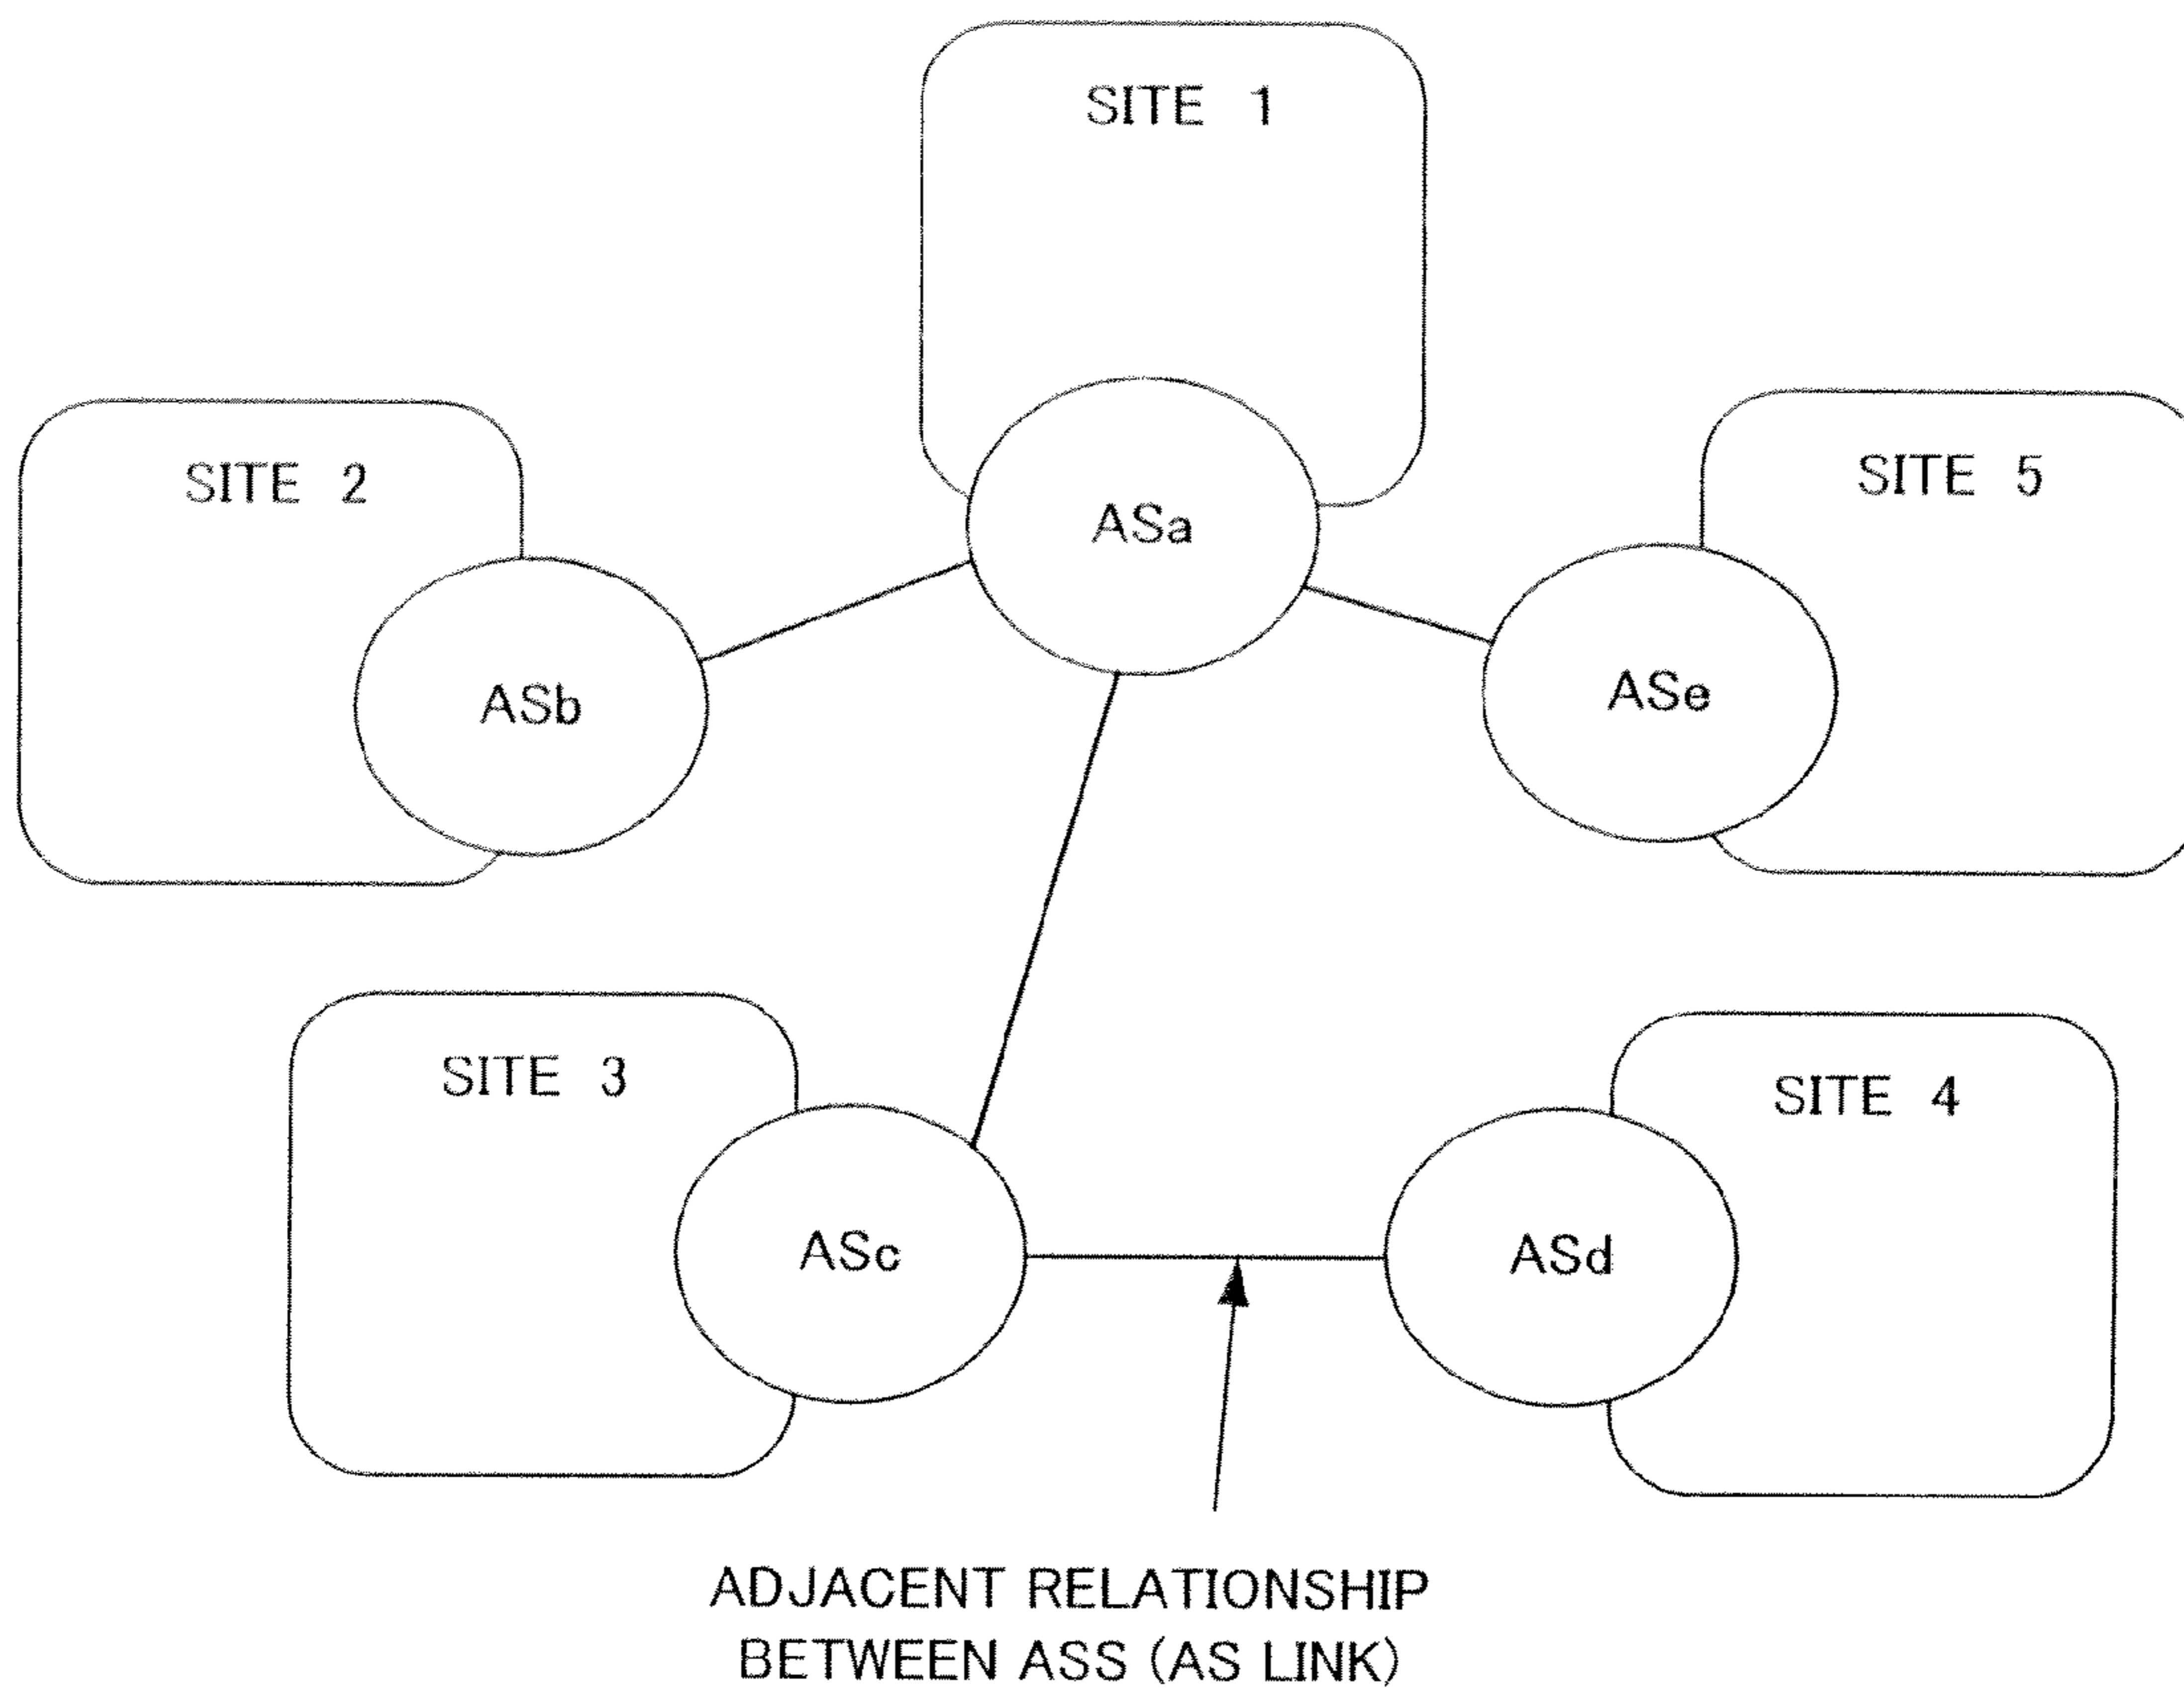 SITE 1
SITE 2
SITE 5
ASa
ASb
ASe
SITE 3
SITE 4
ASc
ASd
ADJACENT RELATIONSHIP
BETWEEN ASS (AS LINK)